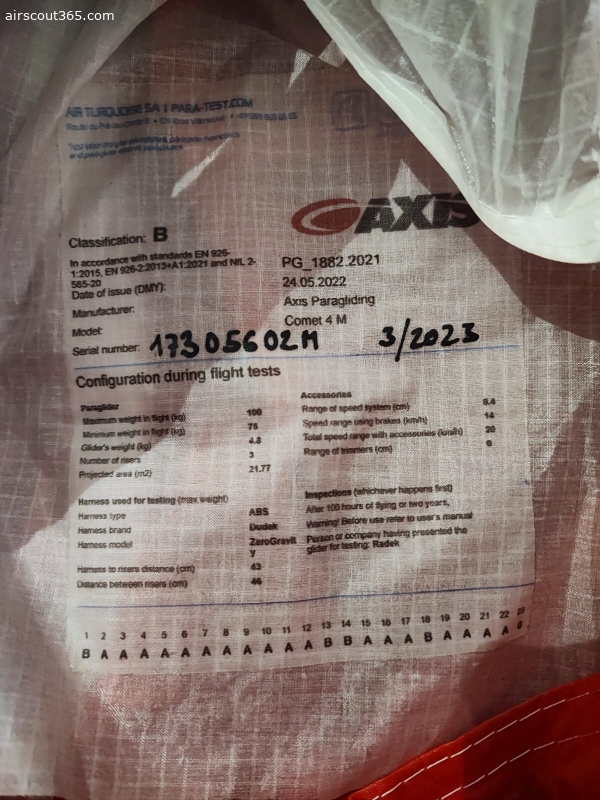 airscout365.com
AIR TURQUOISE SA | PARA-TEST.COM
AXIS
Classification: B
In accordance with standards EN 926-
1:2015, EN 926-2:2013+A1:2021 and NfL 2-
565-20
PG_1882.2021
Date of issue (DMY):
24.05.2022
Manufacturer:
Axis Paragliding
Model:
Comet 4 M
Serial number: 17305602M 3/2023
Configuration during flight tests
Paraglider
Maximum weight in flight (kg) 100
Minimum weight in flight (kg) 75
Glider's weight (kg) 4.8
Number of risers 3
Projected area (m2) 21.77
Accessories
Range of speed system (cm)
Speed range using brakes (km/h) 14
Total speed range with accessories (km/h) 20
Range of trimmers (cm) 0
Harness used for testing (max weight)
Harness type ABS
Harness brand Dudek
Harness model ZeroGravit
y
Harness to risers distance (cm) 43
Distance between risers (cm) 46
Inspections (whichever happens first)
After 100 hours of flying or two years,
Warning! Before use refer to user's manual
Person or company having presented the
glider for testing: Radek
1 2 3 4 5 6 7 8 9 10 11 12 13 14 15 16 17 18 19 20 21 22 23
B A A A A A A A A A A A B B A A A B A A A A 0